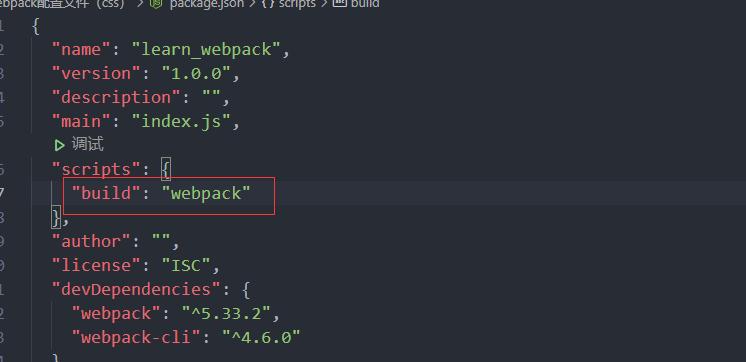 ebpack配置文件（css） > package.json > { } scripts > build
1 {
2 "name": "learn_webpack",
3 "version": "1.0.0",
4 "description": "",
5 "main": "index.js",
调试
6 "scripts": {
7 "build": "webpack"
8 },
9 "author": "",
0 "license": "ISC",
1 "devDependencies": {
2 "webpack": "^5.33.2",
3 "webpack-cli": "^4.6.0"
4 }